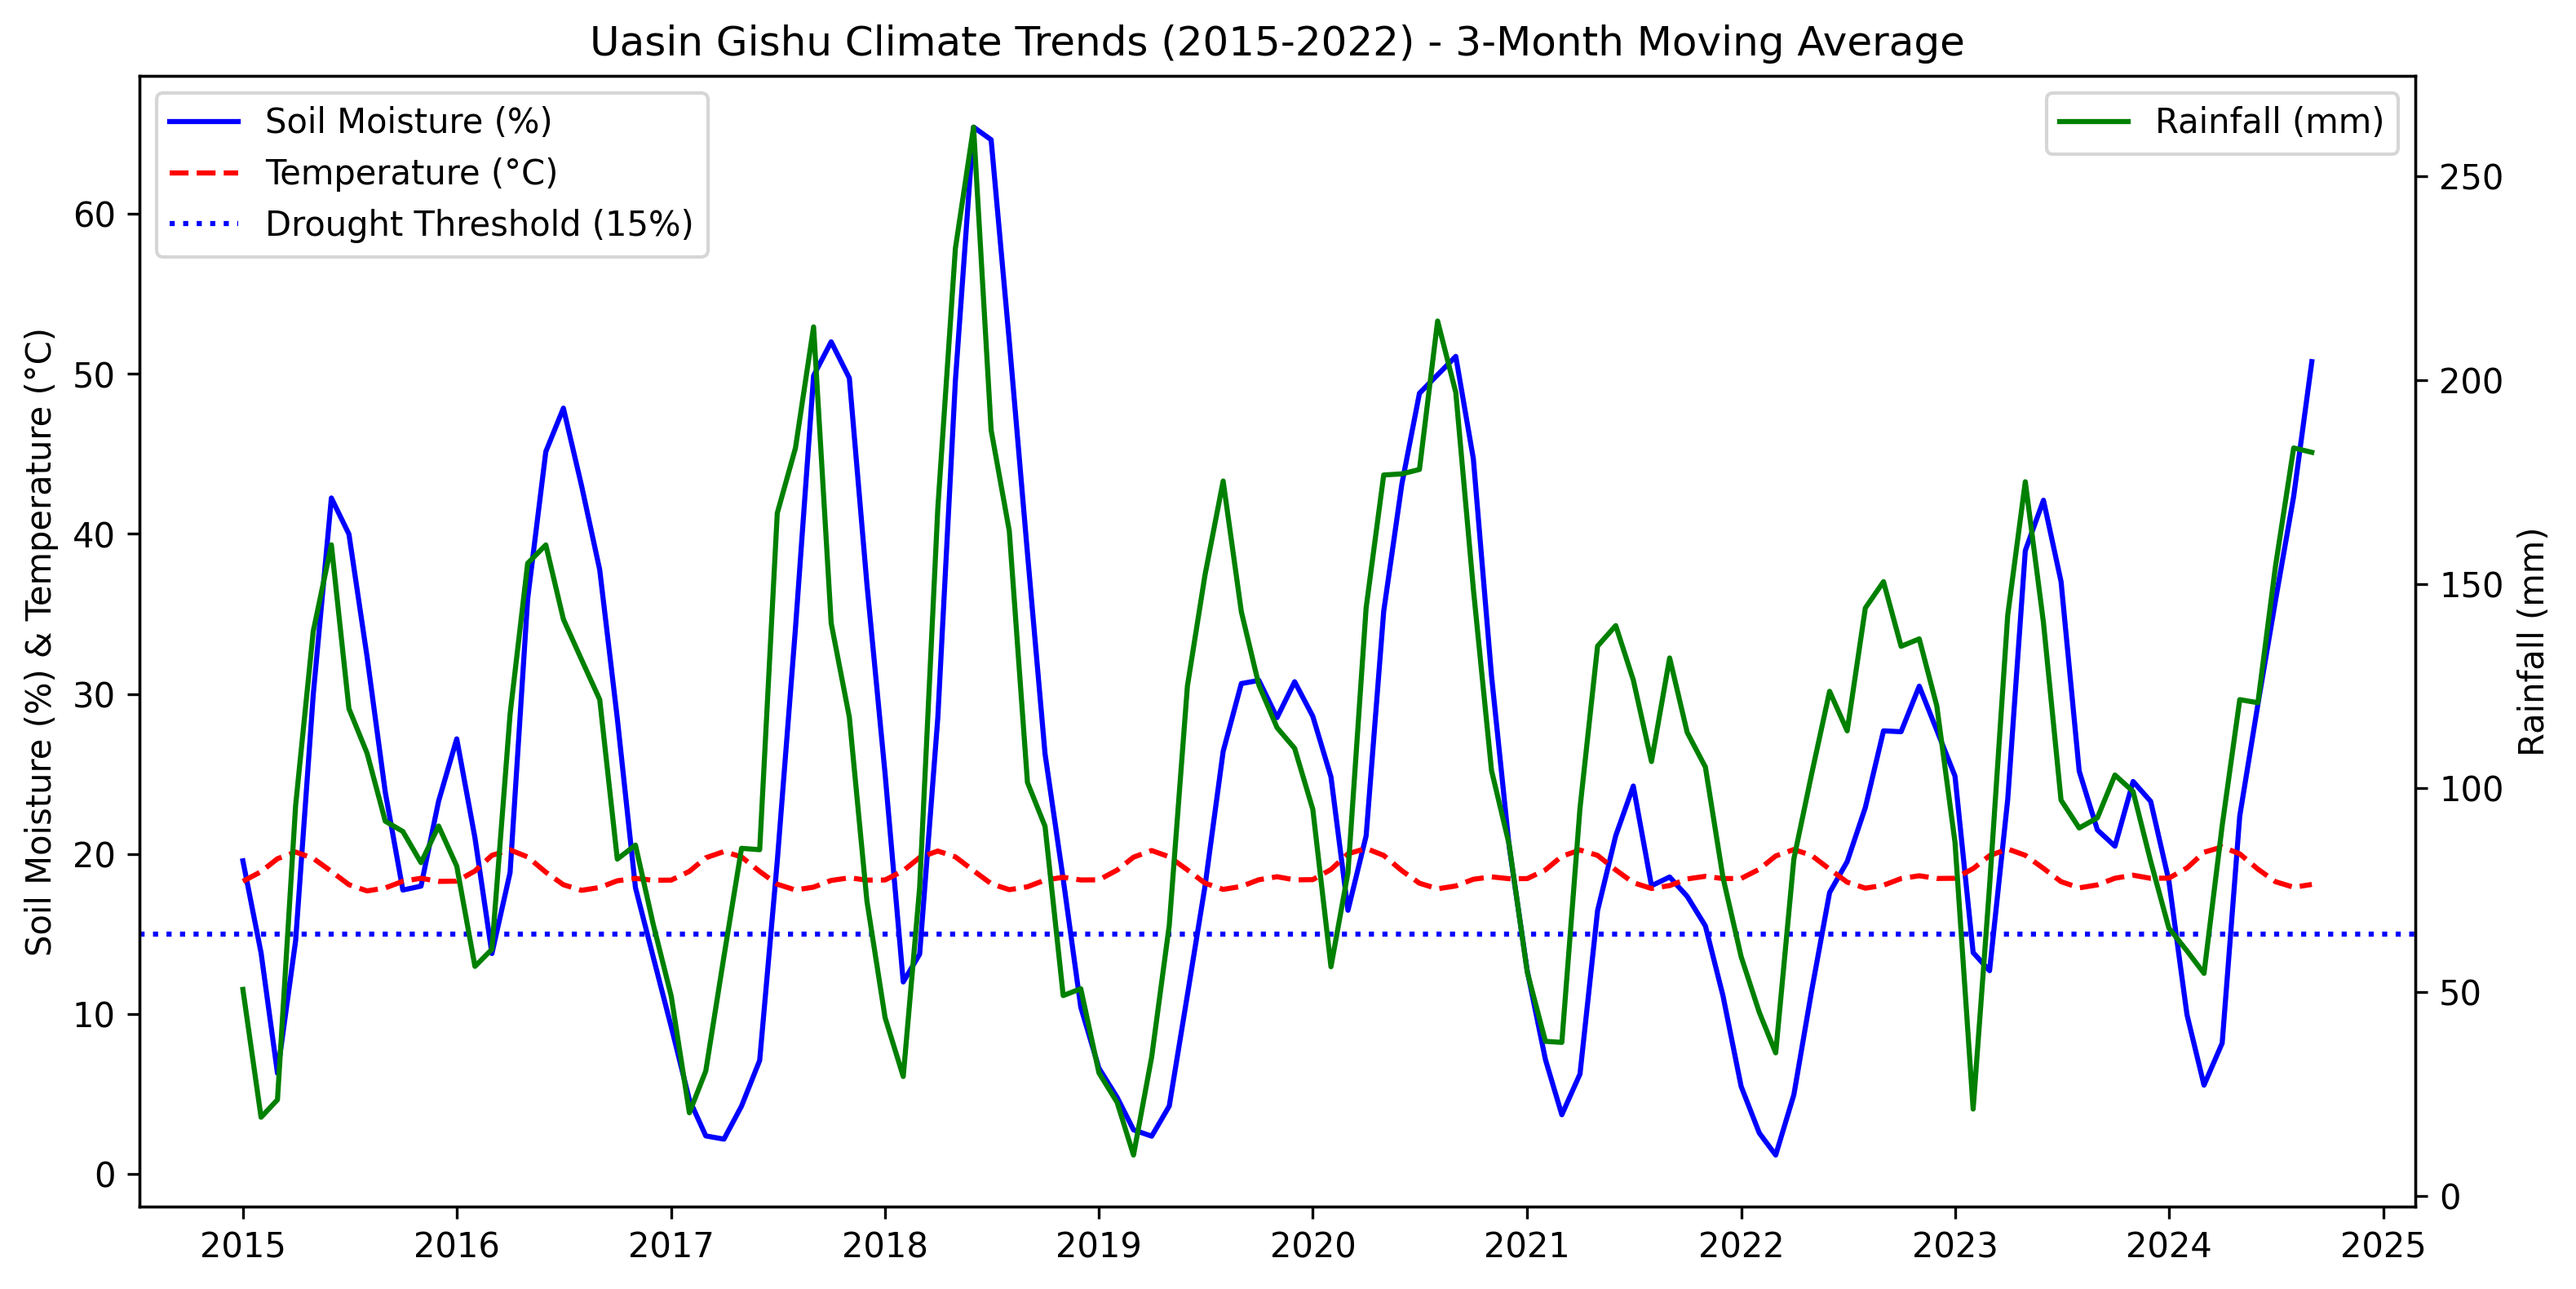 Uasin Gishu Climate Trends (2015-2022) - 3-Month Moving Average
Soil Moisture (%)
Temperature (°C)
Drought Threshold (15%)
Rainfall (mm)
Soil Moisture (%) & Temperature (°C)
60
50
40
30
20
10
0
250
200
150
100
50
0
Rainfall (mm)
2015 2016 2017 2018 2019 2020 2021 2022 2023 2024 2025